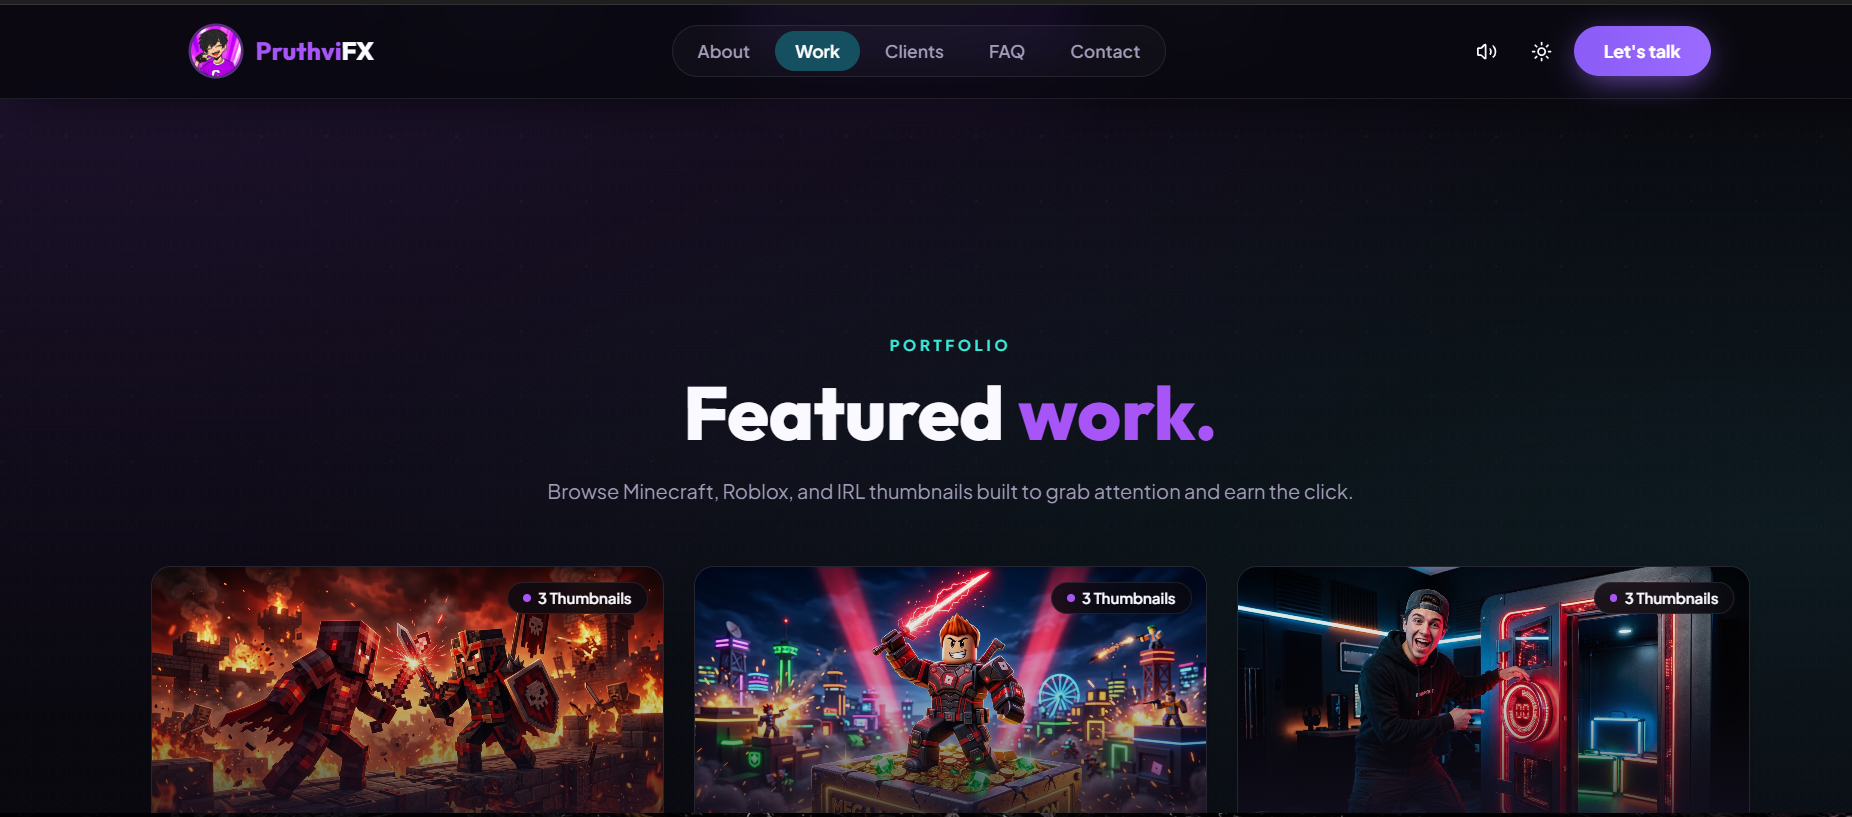 PruthviFX
About
Work
Clients
FAQ
Contact
Let's talk
PORTFOLIO
Featured work.
Browse Minecraft, Roblox, and IRL thumbnails built to grab attention and earn the click.
3 Thumbnails
3 Thumbnails
3 Thumbnails
00